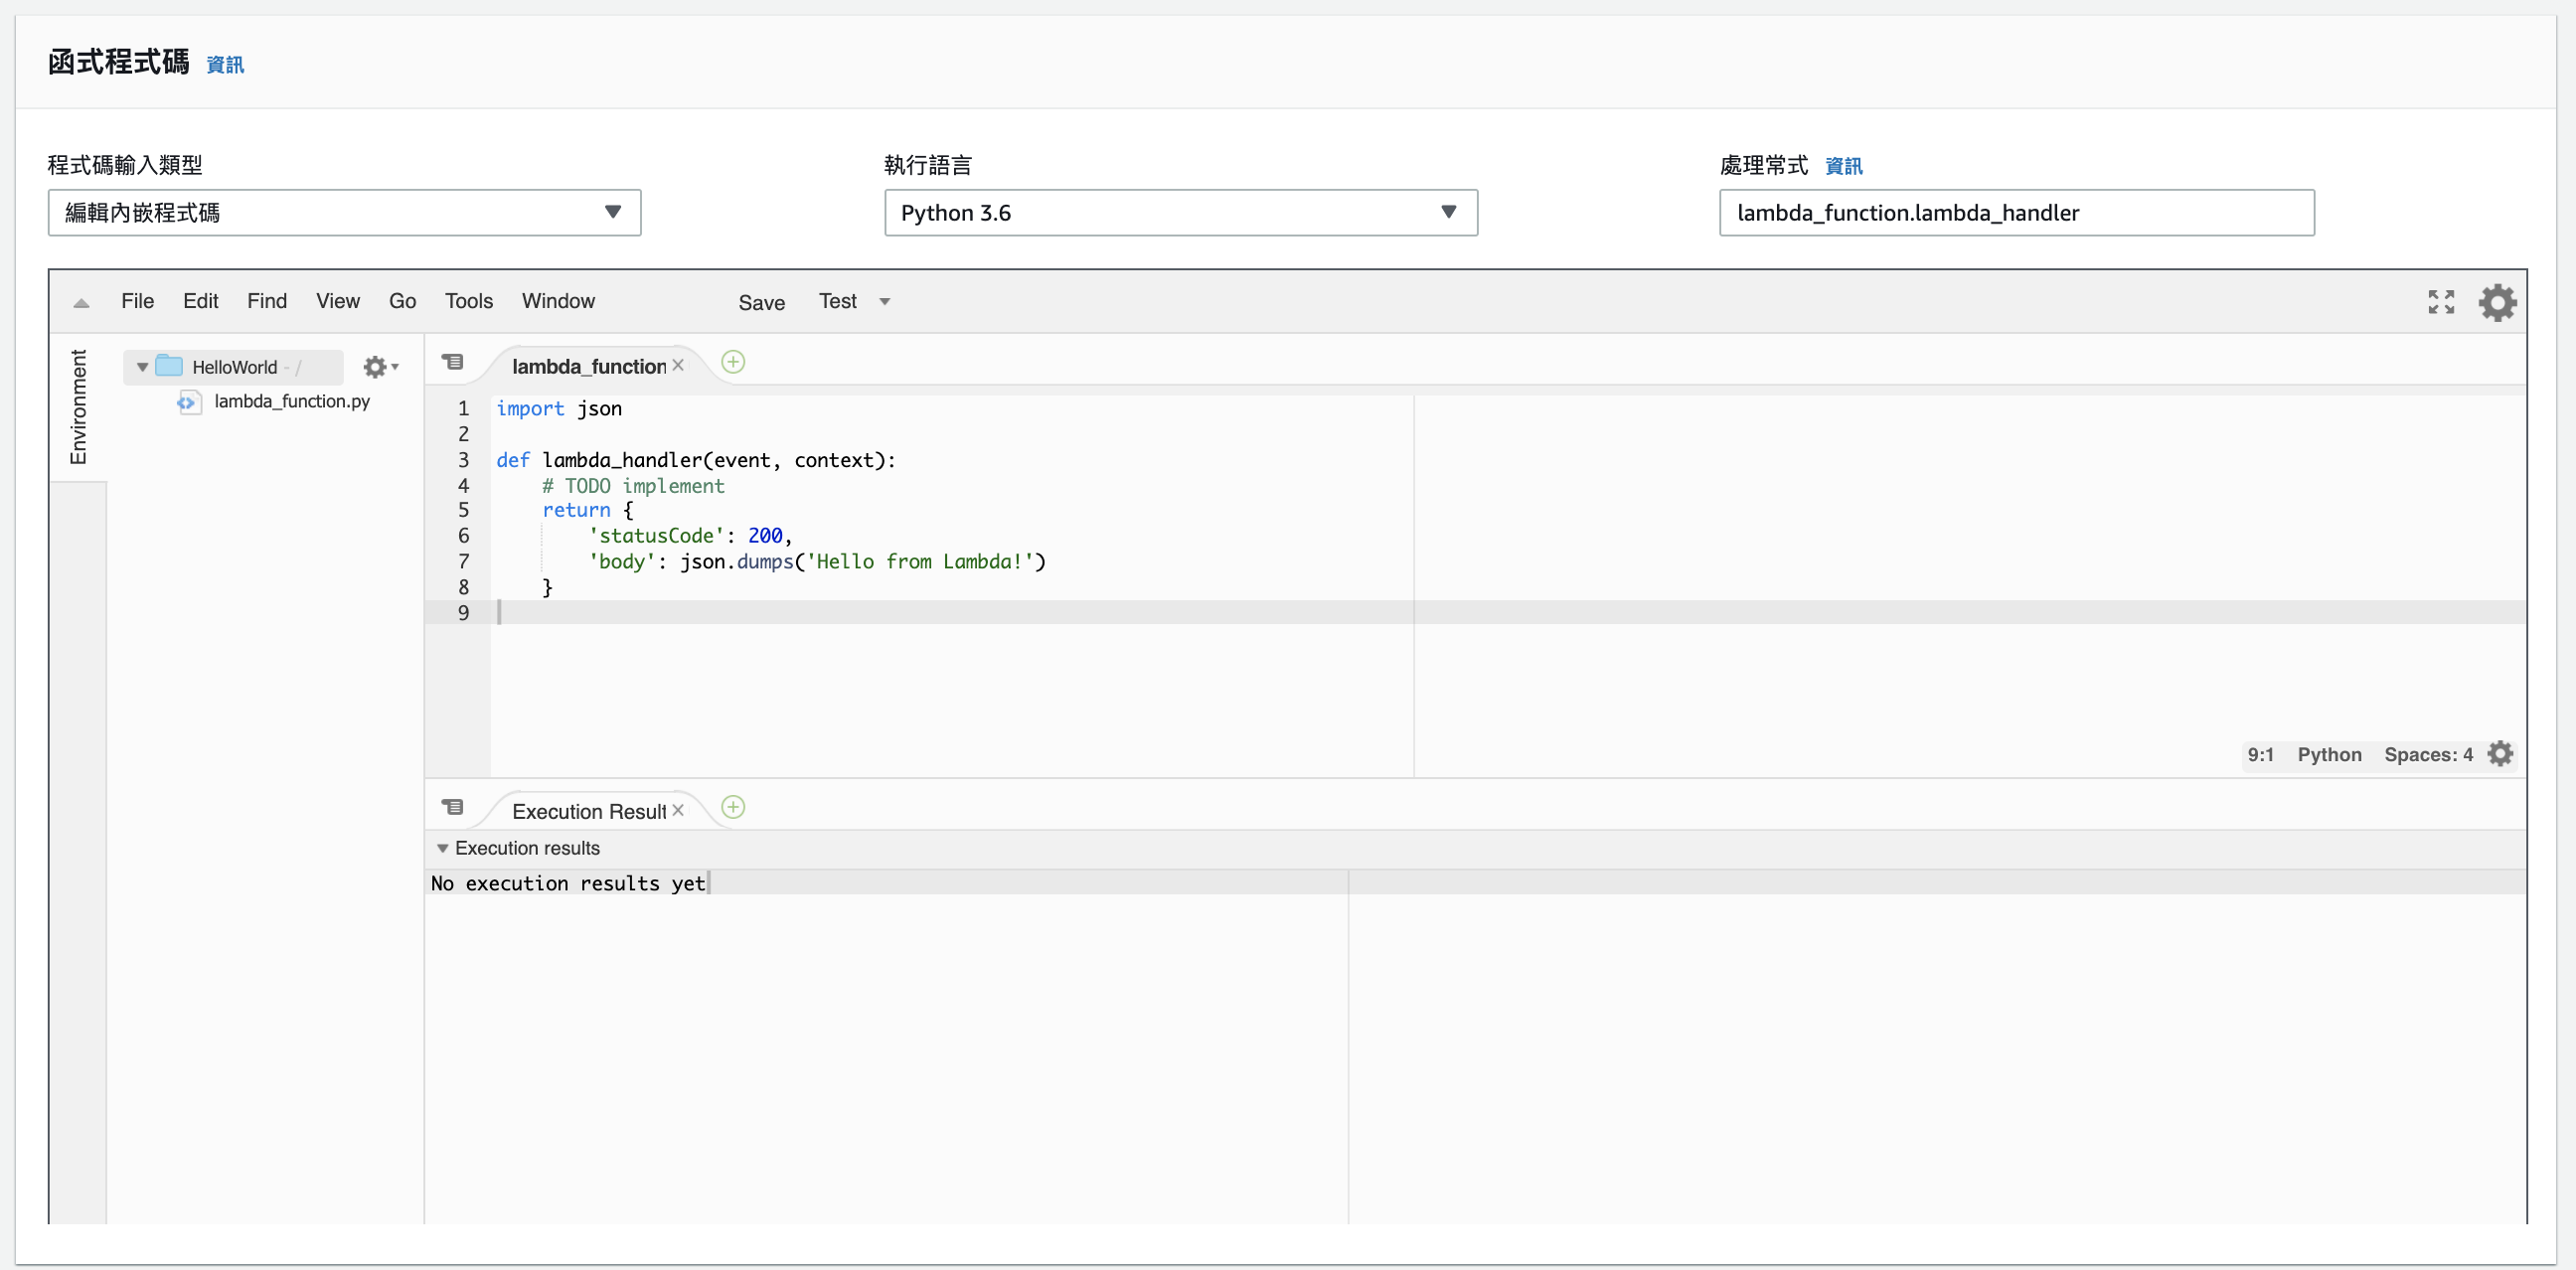 函式程式碼 資訊
程式碼輸入類型 執行語言 處理常式 資訊
編輯內嵌程式碼 Python 3.6 lambda_function.lambda_handler
File Edit Find View Go Tools Window Save Test
Environment
HelloWorld - /
lambda_function.py
lambda_function
1 import json
2
3 def lambda_handler(event, context):
4     # TODO implement
5     return {
6         'statusCode': 200,
7         'body': json.dumps('Hello from Lambda!')
8     }
9
9:1 Python Spaces: 4
Execution Result
Execution results
No execution results yet